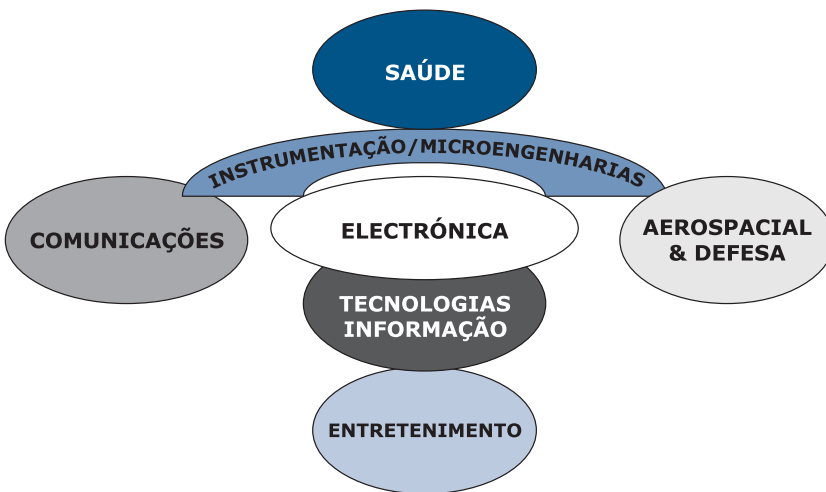 SAÚDE
INSTRUMENTAÇÃO/MICROENGENHARIAS
COMUNICAÇÕES
ELECTRÓNICA
AEROSPACIAL
& DEFESA
TECNOLOGIAS
INFORMAÇÃO
ENTRETENIMENTO